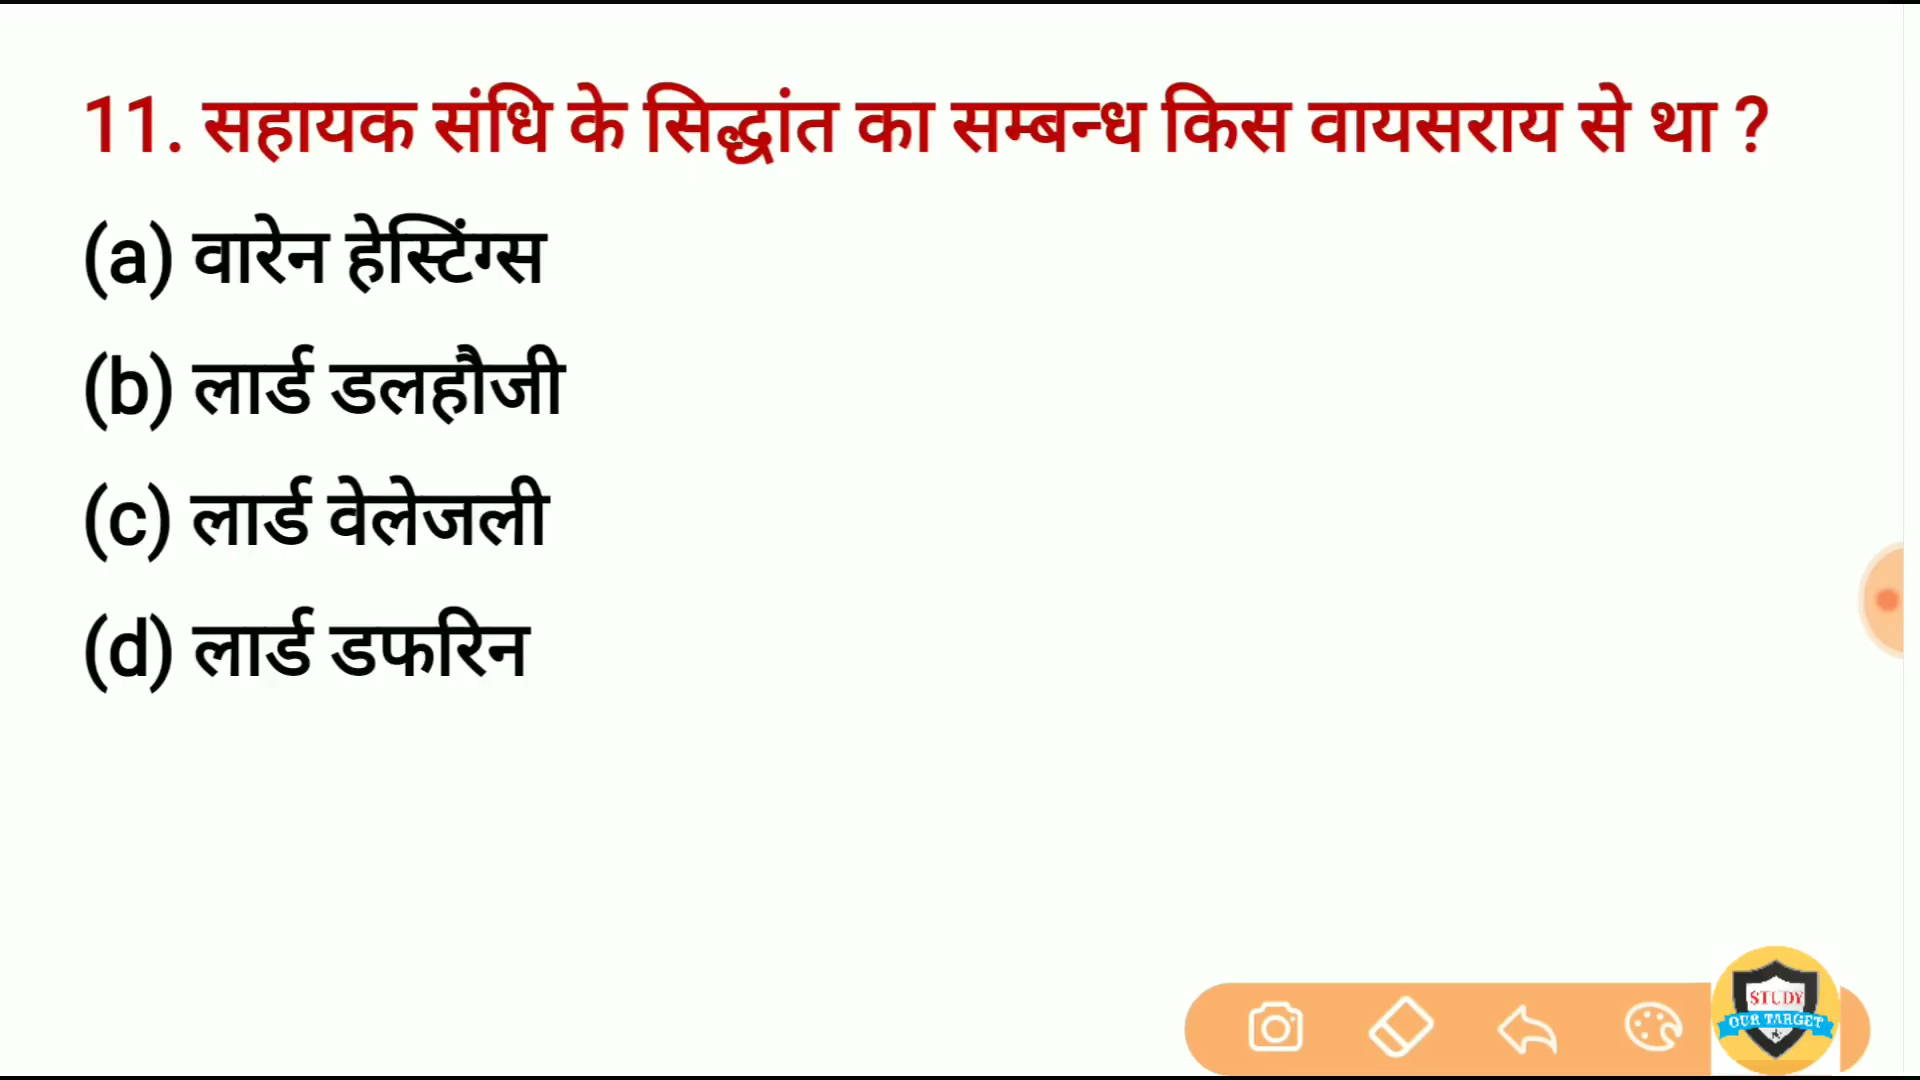 11. सहायक संधि के सिद्धांत का सम्बन्ध किस वायसराय से था ?
(a) वारेन हेस्टिंग्स
(b) लार्ड डलहौजी
(c) लार्ड वेलेजली
(d) लार्ड डफरिन
STUDY
OUR TARGET